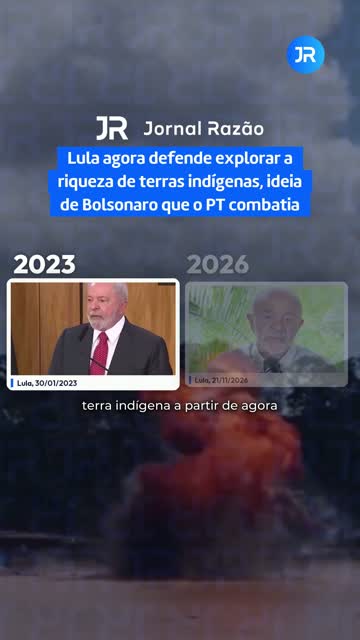 JR
JR Jornal Razão
Lula agora defende explorar a
riqueza de terras indígenas, ideia
de Bolsonaro que o PT combatia
2023
2026
Lula, 30/01/2023
Lula, 21/11/2026
terra indígena a partir de agora